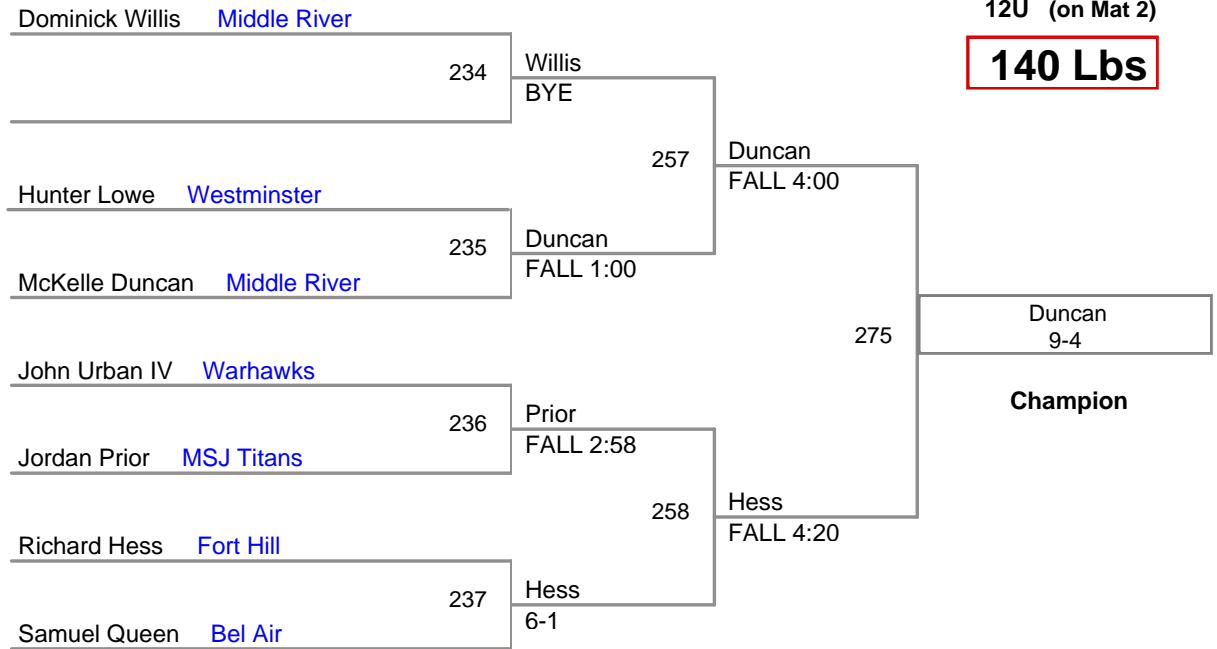 12U (on Mat 2)
140 Lbs
Dominick Willis Middle River
234
Willis
BYE
257
Duncan
FALL 4:00
Hunter Lowe Westminster
235
Duncan
FALL 1:00
McKelle Duncan Middle River
275
Duncan
9-4
Champion
John Urban IV Warhawks
236
Prior
FALL 2:58
Jordan Prior MSJ Titans
258
Hess
FALL 4:20
Richard Hess Fort Hill
237
Hess
6-1
Samuel Queen Bel Air